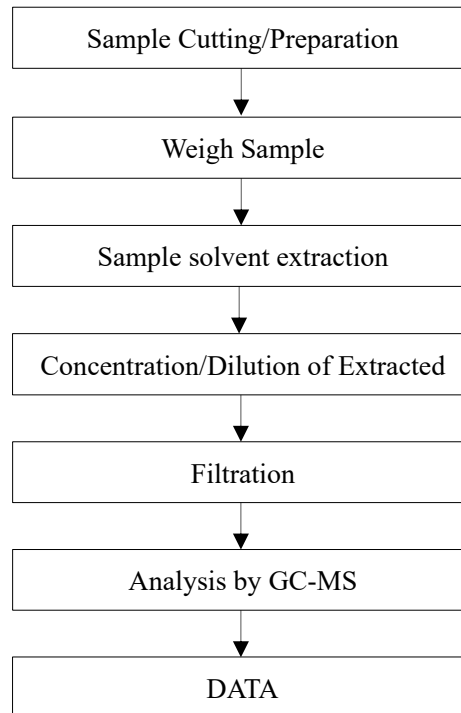 Sample Cutting/Preparation
Weigh Sample
Sample solvent extraction
Concentration/Dilution of Extracted
Filtration
Analysis by GC-MS
DATA